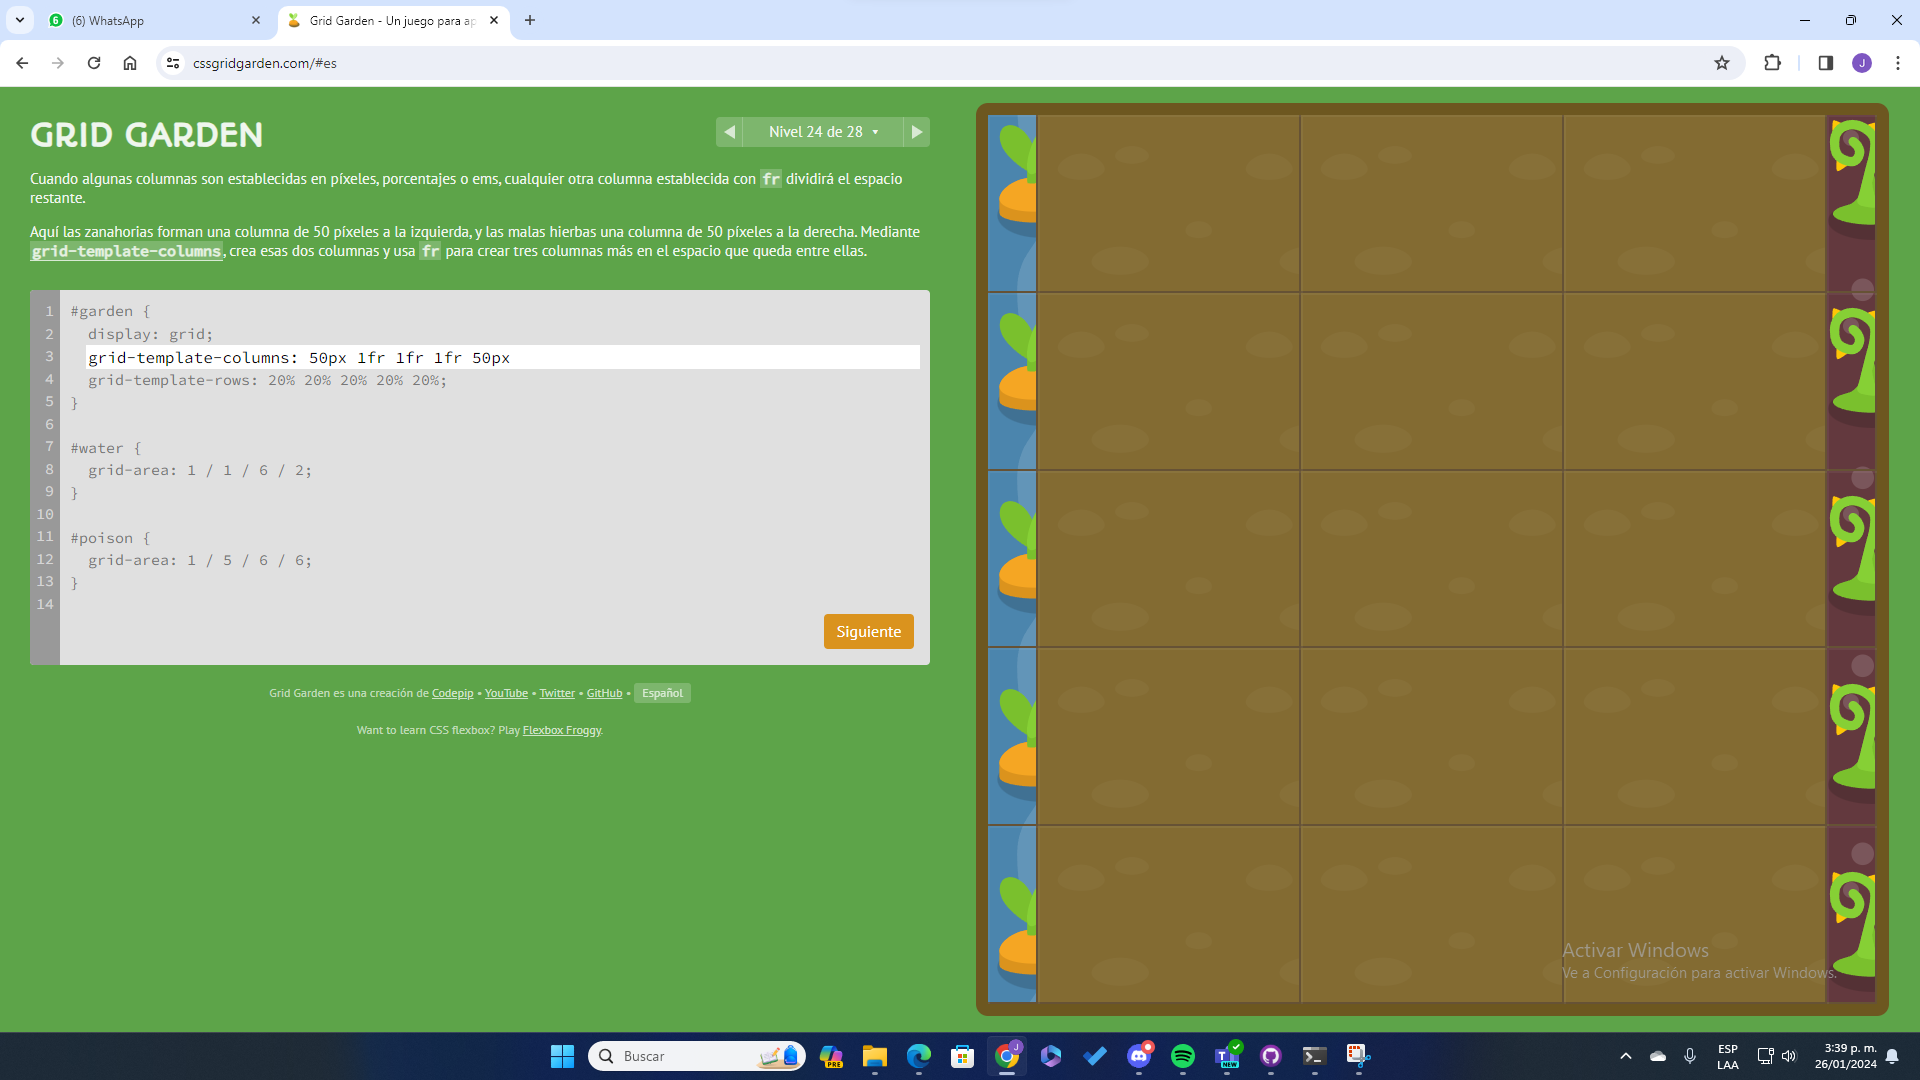 (6) WhatsApp
Grid Garden - Un juego para ap
cssgridgarden.com/#es
J
GRID GARDEN
Nivel 24 de 28
Cuando algunas columnas son establecidas en píxeles, porcentajes o ems, cualquier otra columna establecida con fr dividirá el espacio
restante.
Aquí las zanahorias forman una columna de 50 píxeles a la izquierda, y las malas hierbas una columna de 50 píxeles a la derecha. Mediante
grid-template-columns, crea esas dos columnas y usa fr para crear tres columnas más en el espacio que queda entre ellas.
1 #garden {
2 display: grid;
3 grid-template-columns: 50px 1fr 1fr 1fr 50px
4 grid-template-rows: 20% 20% 20% 20% 20%;
5 }
6
7 #water {
8 grid-area: 1 / 1 / 6 / 2;
9 }
10
11 #poison {
12 grid-area: 1 / 5 / 6 / 6;
13 }
14
Siguiente
Grid Garden es una creación de Codepip • YouTube • Twitter • GitHub • Español
Want to learn CSS flexbox? Play Flexbox Froggy.
Activar Windows
Ve a Configuración para activar Windows.
Buscar
PRE
J
NEW
ESP
LAA
3:39 p. m.
26/01/2024